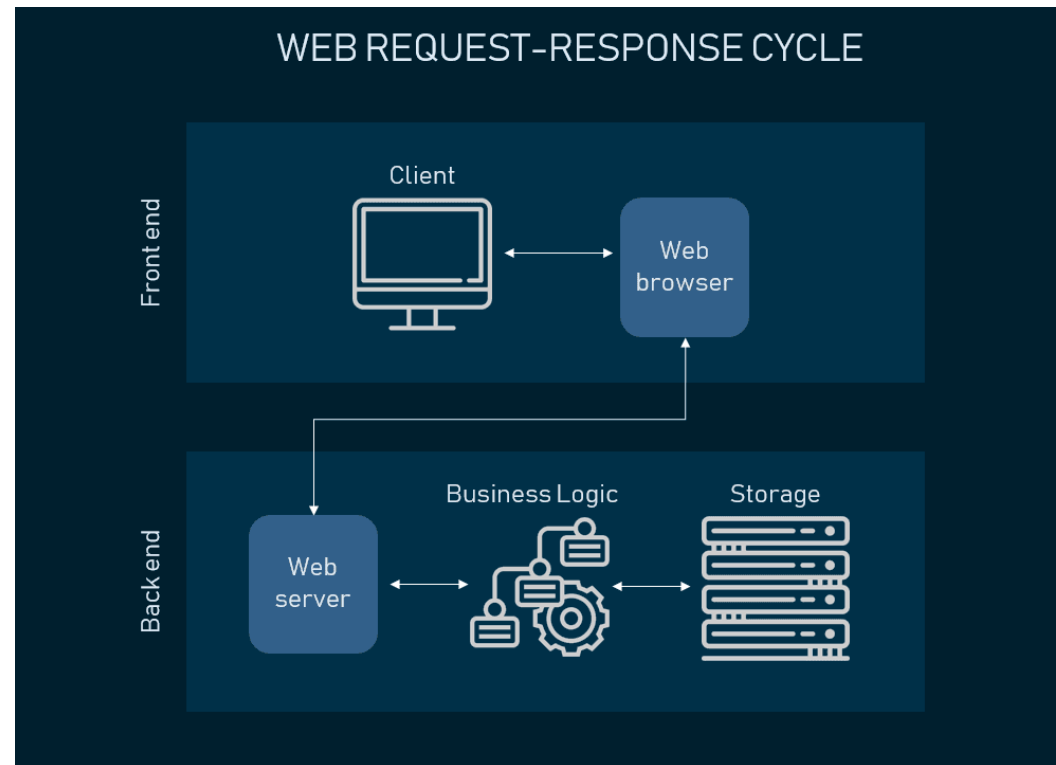 WEB REQUEST-RESPONSE CYCLE
Front end
Client
Web
browser
Back end
Web
server
Business Logic
Storage